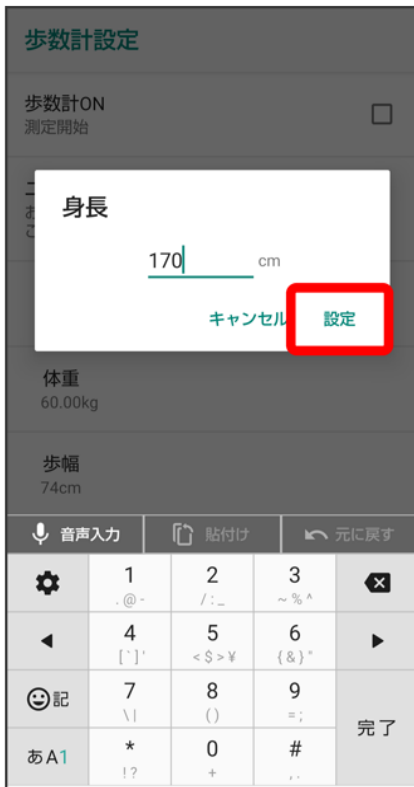 歩数計設定
歩数計ON
測定開始
身長
170 cm
キャンセル 設定
体重
60.00kg
歩幅
74cm
音声入力 貼付け 元に戻す
1 2 3
. @ - / : _ ~ % ^
4 5 6
[ ` ] ' < $ > ¥ { & } "
記 7 8 9
\ | ( ) = ;
完了
あA1 * 0 #
! ? + , .